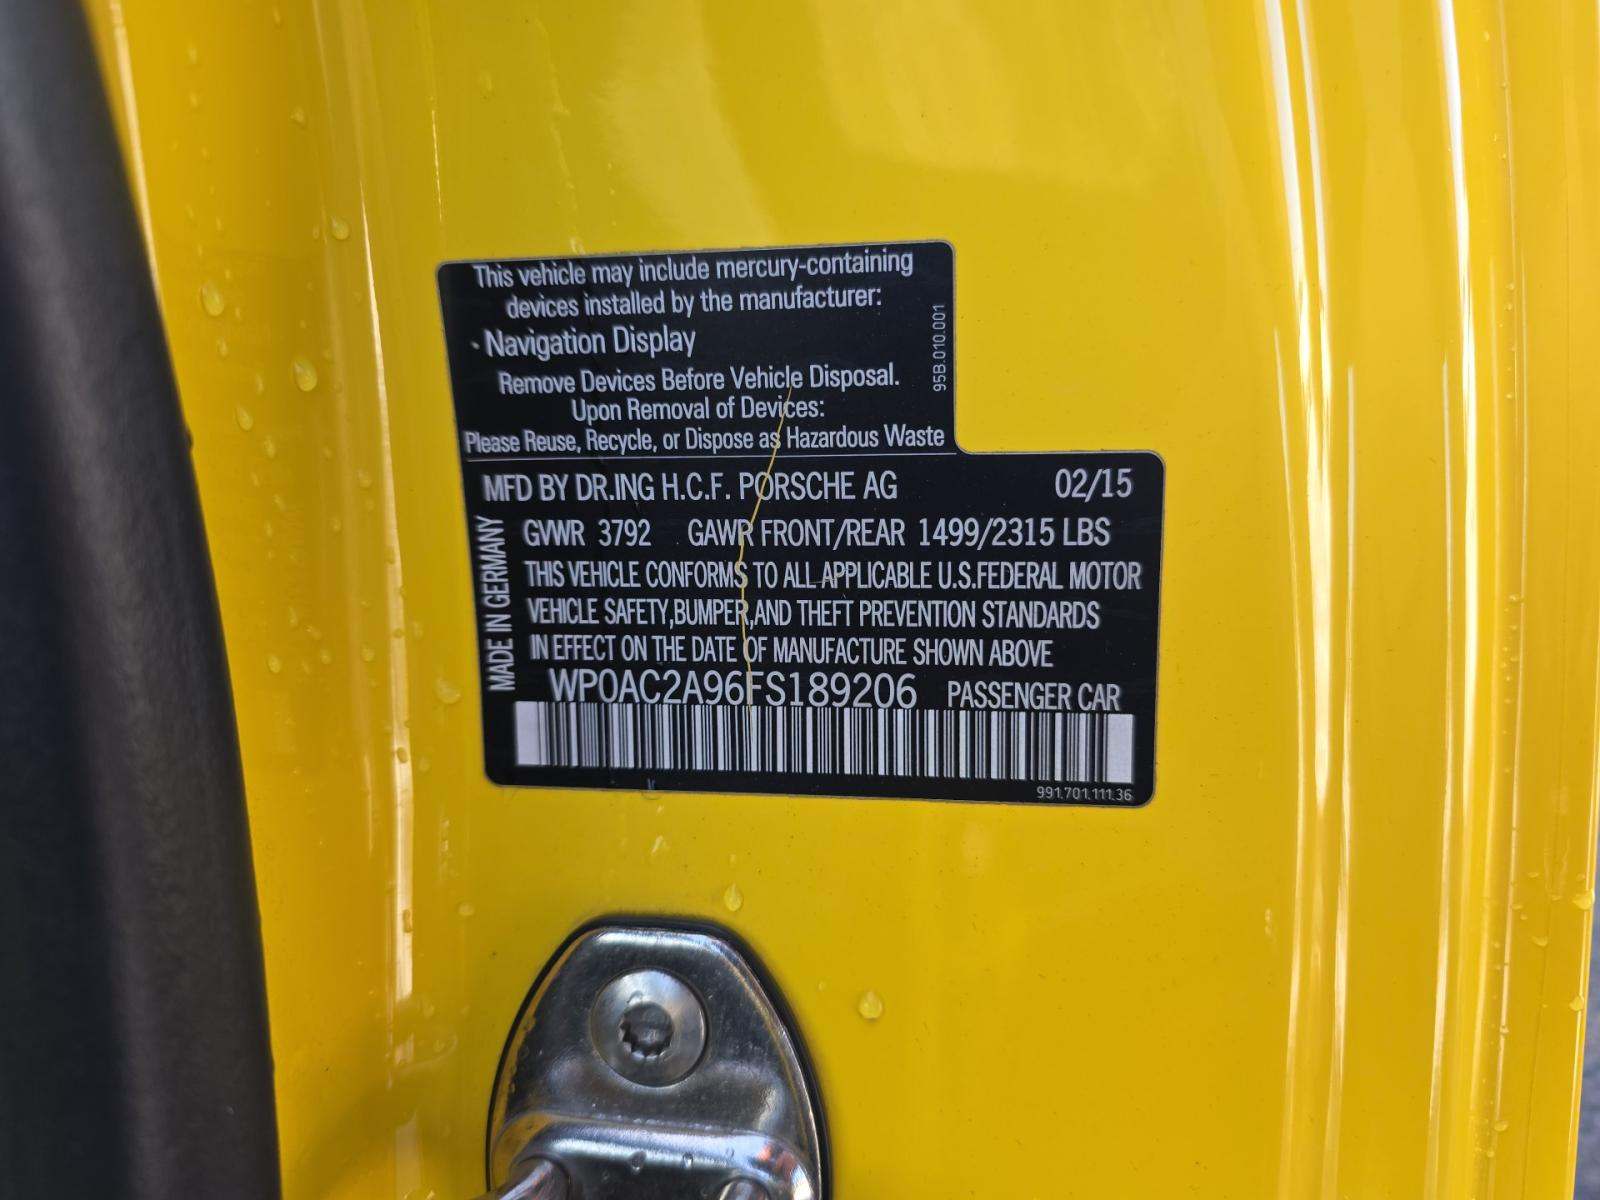 This vehicle may include mercury-containing
devices installed by the manufacturer:
· Navigation Display
Remove Devices Before Vehicle Disposal.
Upon Removal of Devices:
Please Reuse, Recycle, or Dispose as Hazardous Waste
95B.010.001
MFD BY DR.ING H.C.F. PORSCHE AG 02/15
GVWR 3792 GAWR FRONT/REAR 1499/2315 LBS
THIS VEHICLE CONFORMS TO ALL APPLICABLE U.S.FEDERAL MOTOR
VEHICLE SAFETY,BUMPER,AND THEFT PREVENTION STANDARDS
IN EFFECT ON THE DATE OF MANUFACTURE SHOWN ABOVE
MADE IN GERMANY
WP0AC2A96FS189206 PASSENGER CAR
991.701.111.36